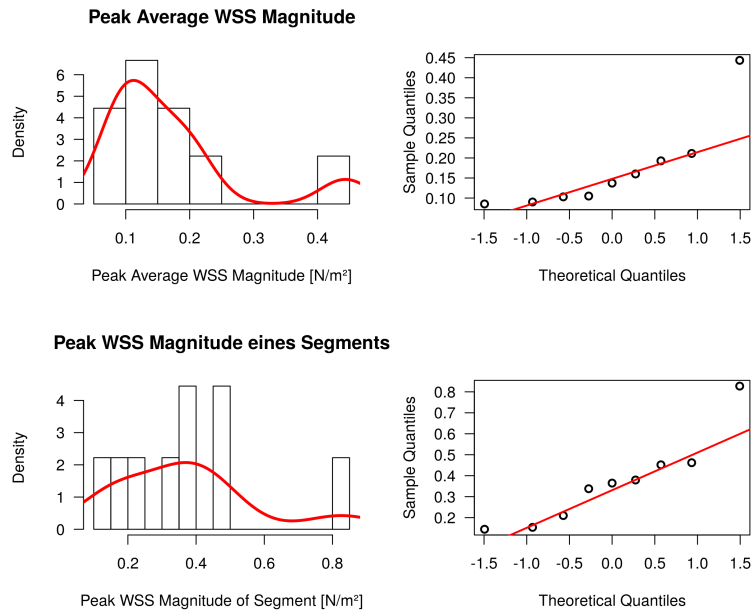 Peak Average WSS Magnitude
Density
0
1
2
3
4
5
6
0.1 0.2 0.3 0.4
Peak Average WSS Magnitude [N/m²]
Sample Quantiles
0.10
0.15
0.20
0.25
0.30
0.35
0.40
0.45
-1.5 -1.0 -0.5 0.0 0.5 1.0 1.5
Theoretical Quantiles
Peak WSS Magnitude eines Segments
Density
0
1
2
3
4
0.2 0.4 0.6 0.8
Peak WSS Magnitude of Segment [N/m²]
Sample Quantiles
0.2
0.3
0.4
0.5
0.6
0.7
0.8
-1.5 -1.0 -0.5 0.0 0.5 1.0 1.5
Theoretical Quantiles